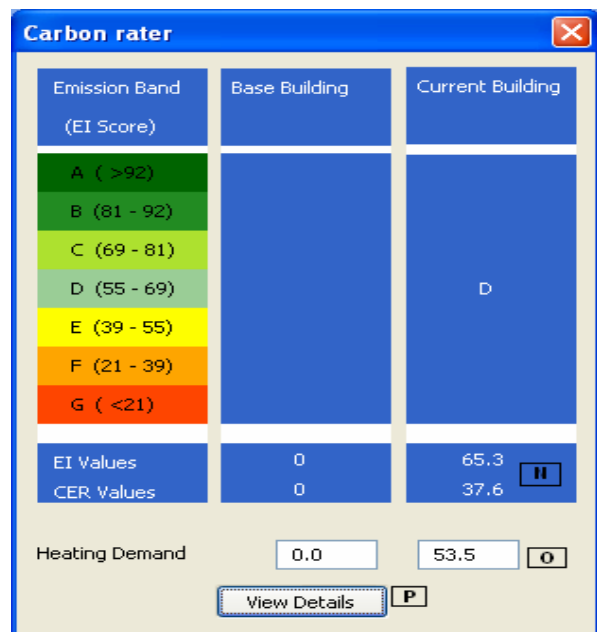 Carbon rater
Emission Band
(EI Score)
Base Building
Current Building
A ( >92)
B (81 - 92)
C (69 - 81)
D (55 - 69)
D
E (39 - 55)
F (21 - 39)
G ( <21)
EI Values 0 65.3
N
CER Values 0 37.6
Heating Demand 0.0 53.5 O
View Details P